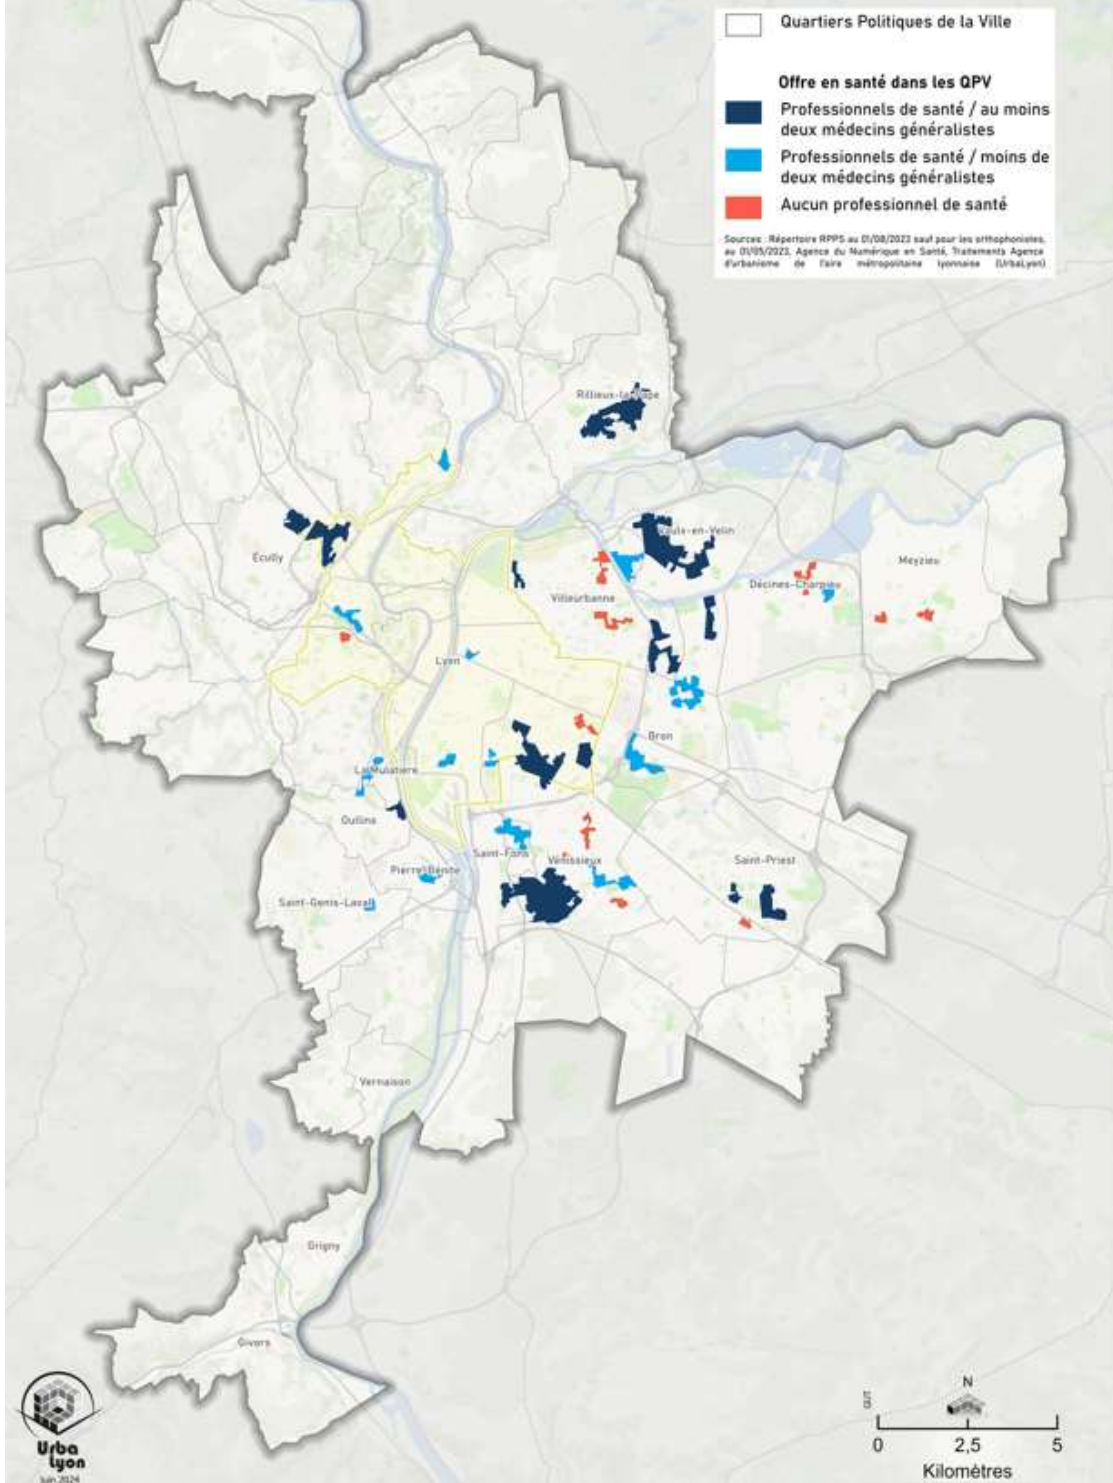 Quartiers Politiques de la Ville
Offre en santé dans les QPV
Professionnels de santé / au moins
deux médecins généralistes
Professionnels de santé / moins de
deux médecins généralistes
Aucun professionnel de santé
Sources : Répertoire RPPS au 01/08/2023 sauf pour les orthophonistes,
au 01/05/2023, Agence du Numérique en Santé, Traitements Agence
d'urbanisme de l'aire métropolitaine lyonnaise (UrbaLyon)
Rillieux-la-Pape
Vaulx-en-Velin
Écully
Meyzieu
Décines-Charpieu
Villeurbanne
Lyon
Bron
La Mulatière
Oullins
Saint-Fons
Vénissieux
Saint-Priest
Pierre-Bénite
Saint-Genis-Laval
Vernaison
Grigny
Givors
Urba
Lyon
Juin 2024
N
0 2,5 5
Kilomètres